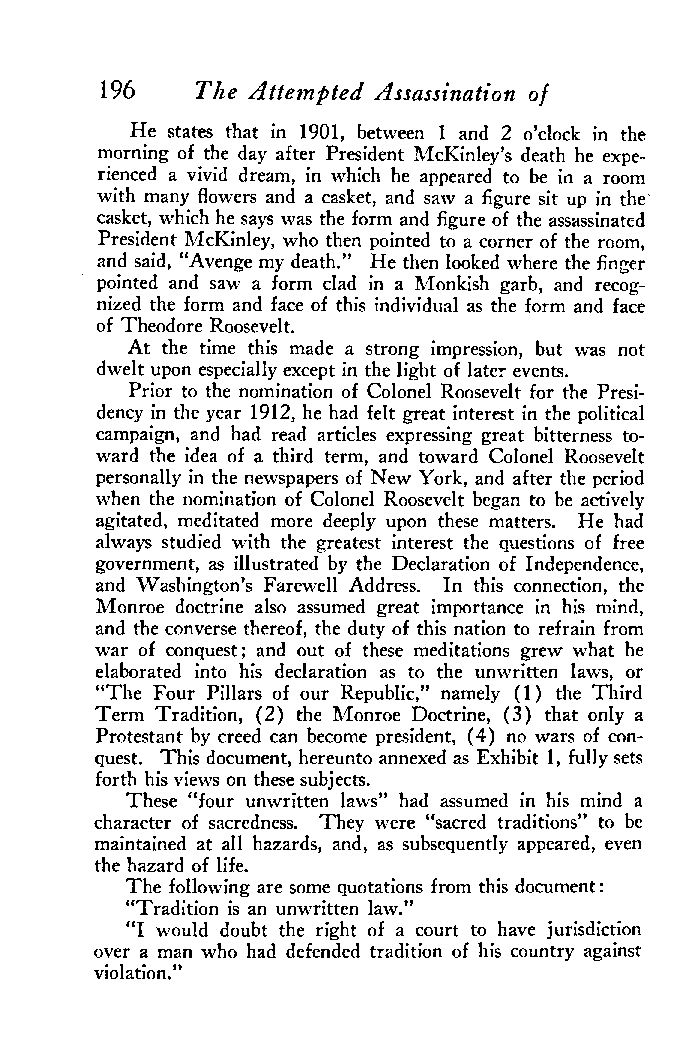 196 The Attempted Assassination of
He states that in 1901, between 1 and 2 o'clock in the
morning of the day after President McKinley's death he expe-
rienced a vivid dream, in which he appeared to be in a room
with many flowers and a casket, and saw a figure sit up in the
casket, which he says was the form and figure of the assassinated
President McKinley, who then pointed to a corner of the room,
and said, "Avenge my death." He then looked where the finger
pointed and saw a form clad in a Monkish garb, and recog-
nized the form and face of this individual as the form and face
of Theodore Roosevelt.
At the time this made a strong impression, but was not
dwelt upon especially except in the light of later events.
Prior to the nomination of Colonel Roosevelt for the Presi-
dency in the year 1912, he had felt great interest in the political
campaign, and had read articles expressing great bitterness to-
ward the idea of a third term, and toward Colonel Roosevelt
personally in the newspapers of New York, and after the period
when the nomination of Colonel Roosevelt began to be actively
agitated, meditated more deeply upon these matters. He had
always studied with the greatest interest the questions of free
government, as illustrated by the Declaration of Independence,
and Washington's Farewell Address. In this connection, the
Monroe doctrine also assumed great importance in his mind,
and the converse thereof, the duty of this nation to refrain from
war of conquest; and out of these meditations grew what he
elaborated into his declaration as to the unwritten laws, or
"The Four Pillars of our Republic," namely (1) the Third
Term Tradition, (2) the Monroe Doctrine, (3) that only a
Protestant by creed can become president, (4) no wars of con-
quest. This document, hereunto annexed as Exhibit 1, fully sets
forth his views on these subjects.
These "four unwritten laws" had assumed in his mind a
character of sacredness. They were "sacred traditions" to be
maintained at all hazards, and, as subsequently appeared, even
the hazard of life.
The following are some quotations from this document:
"Tradition is an unwritten law."
"I would doubt the right of a court to have jurisdiction
over a man who had defended tradition of his country against
violation."